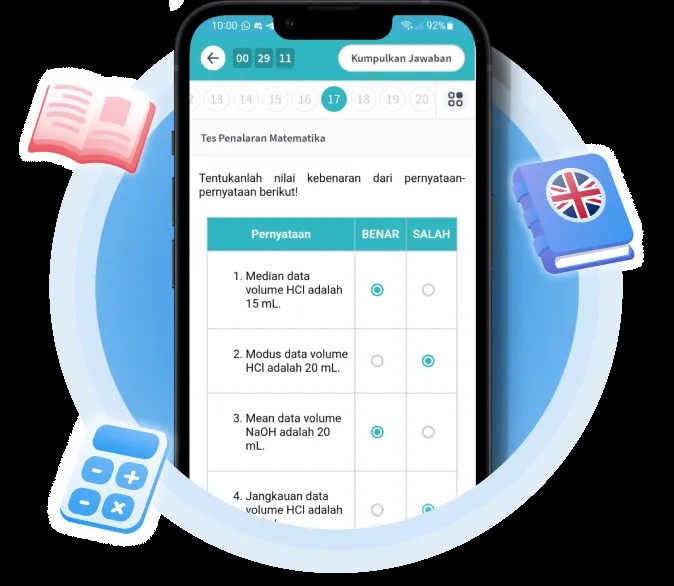 10:00 92%
00 29 11 Kumpulkan Jawaban
13 14 15 16 17 18 19 20
Tes Penalaran Matematika
Tentukanlah nilai kebenaran dari pernyataan-
pernyataan berikut!
Pernyataan BENAR SALAH
1. Median data
volume HCl adalah
15 mL.
2. Modus data volume
HCl adalah 20 mL.
3. Mean data volume
NaOH adalah 20
mL.
4. Jangkauan data
volume HCl adalah